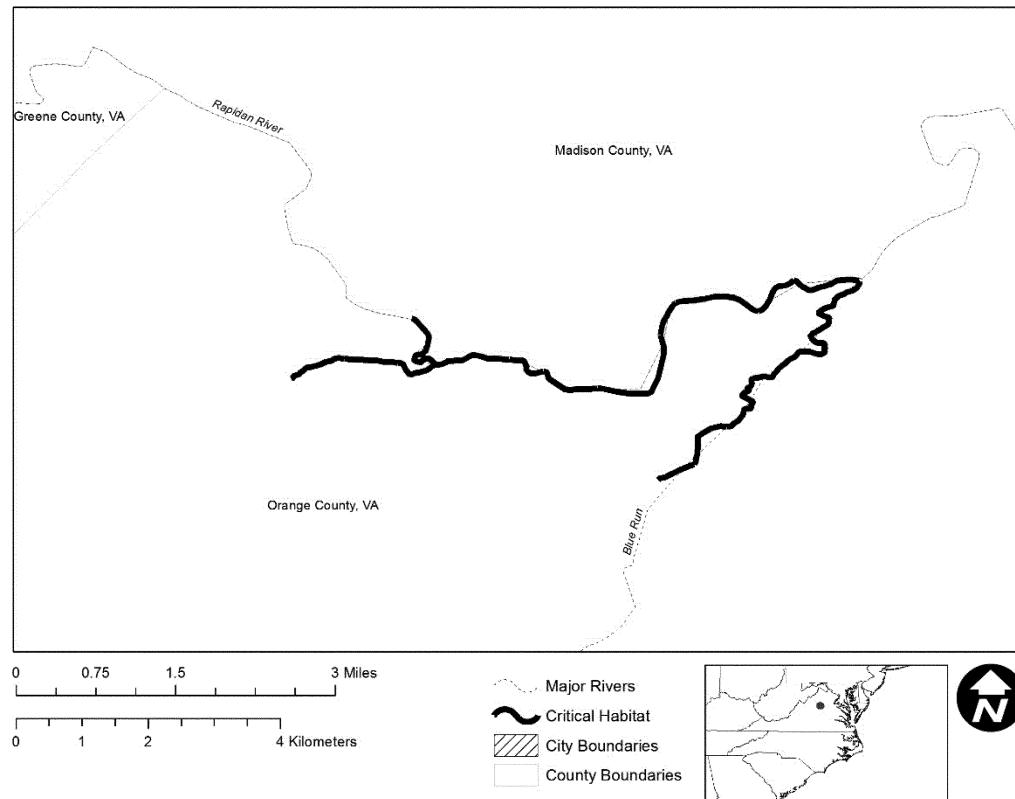 Greene County, VA
Rapidan River
Madison County, VA
Orange County, VA
Blue Run
0 0.75 1.5 3 Miles
0 1 2 4 Kilometers
Major Rivers
Critical Habitat
City Boundaries
County Boundaries
N